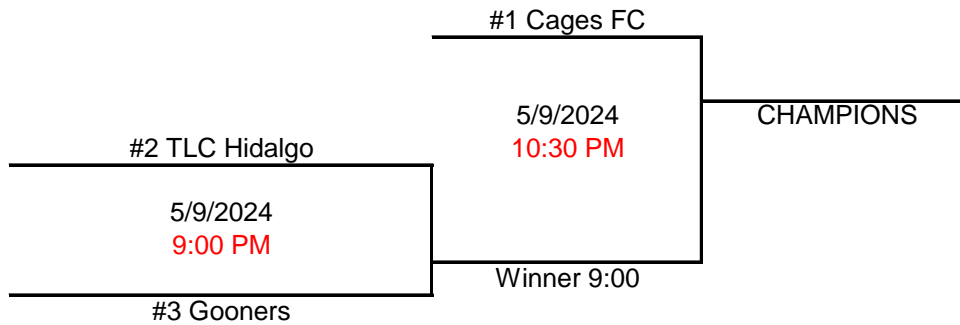 #1 Cages FC
5/9/2024
10:30 PM
CHAMPIONS
#2 TLC Hidalgo
5/9/2024
9:00 PM
Winner 9:00
#3 Gooners